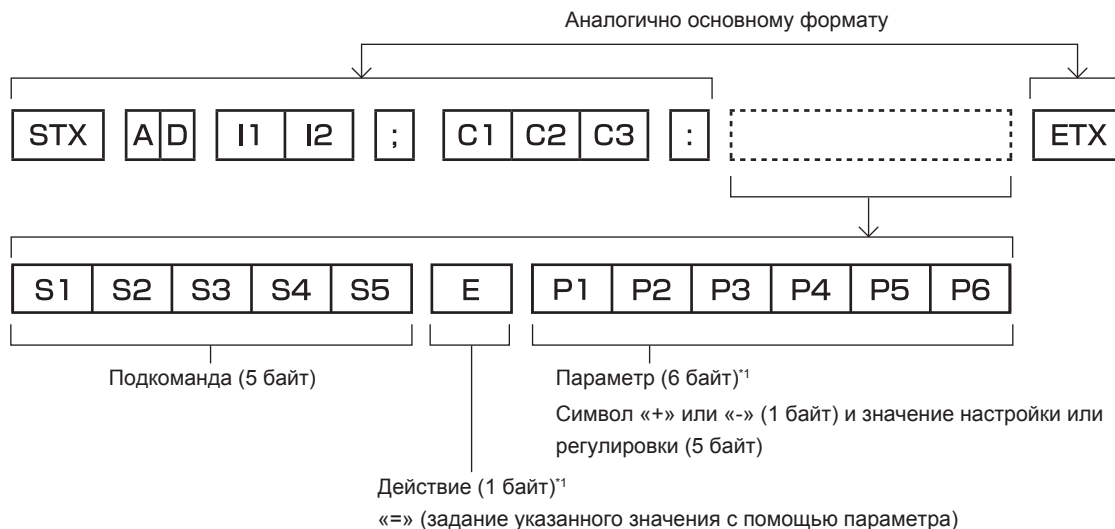 Аналогично основному формату
STX A D I1 I2 ; C1 C2 C3 : ETX
S1 S2 S3 S4 S5 E P1 P2 P3 P4 P5 P6
Подкоманда (5 байт)
Параметр (6 байт)*1
Символ «+» или «-» (1 байт) и значение настройки или
регулировки (5 байт)
Действие (1 байт)*1
«=» (задание указанного значения с помощью параметра)